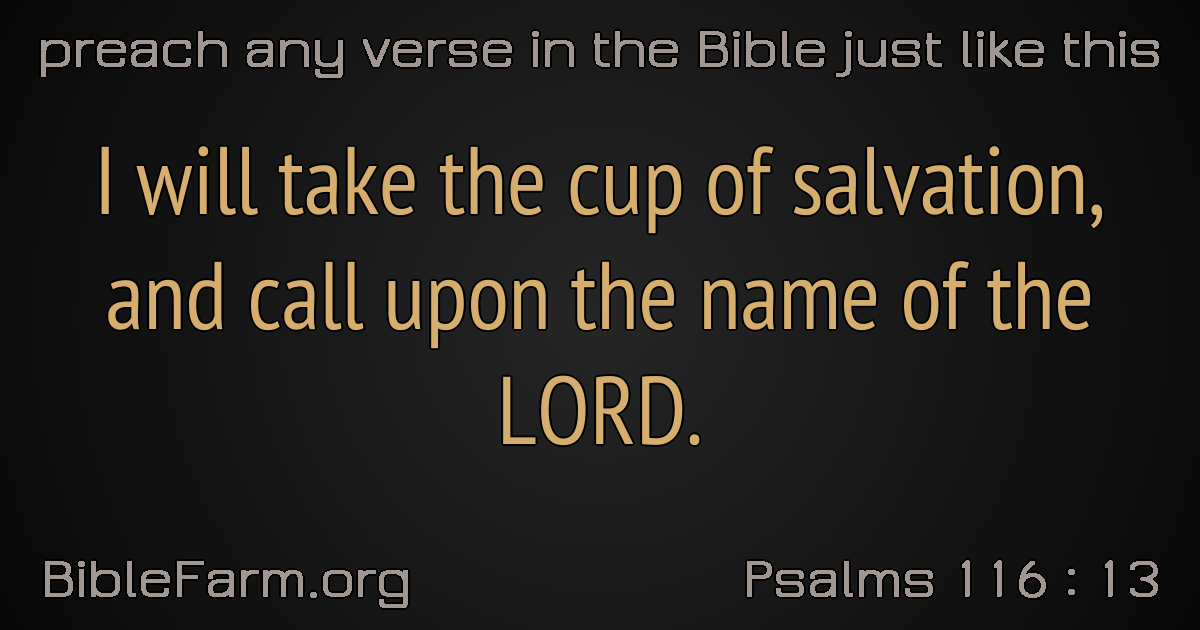 preach any verse in the Bible just like this
I will take the cup of salvation,
and call upon the name of the
LORD.
BibleFarm.org
Psalms 116 : 13